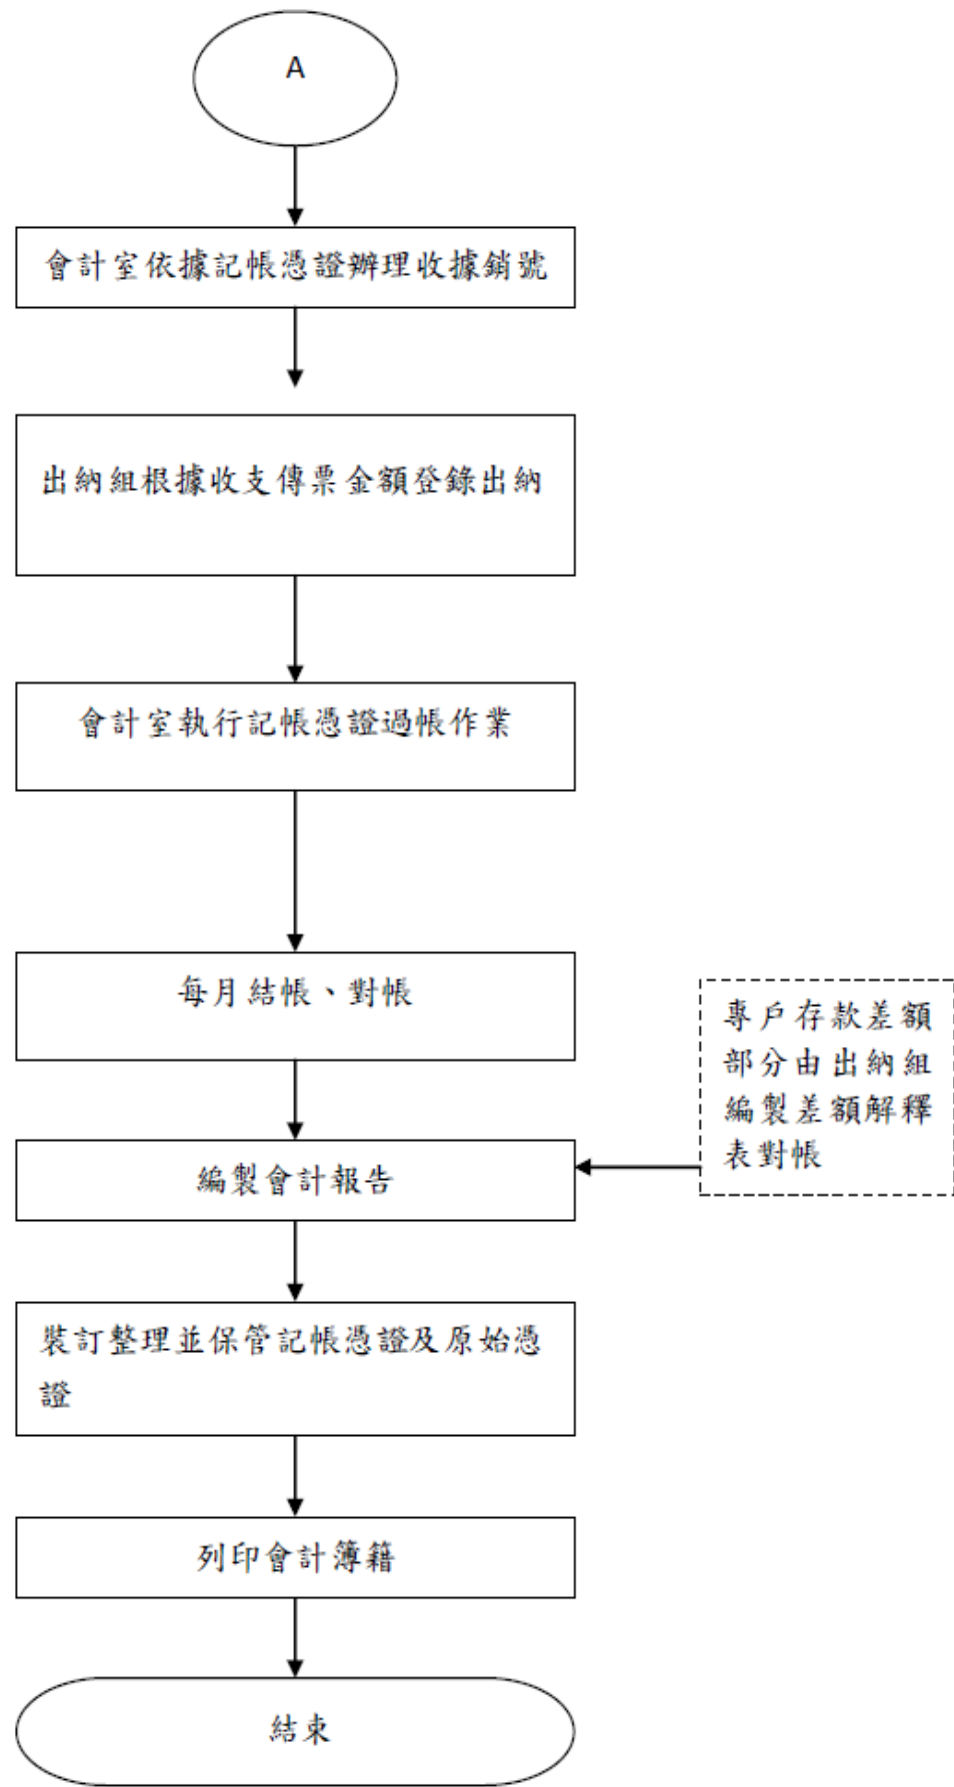 A
會計室依據記帳憑證辦理收據銷號
出納組根據收支傳票金額登錄出納
會計室執行記帳憑證過帳作業
每月結帳、對帳
專戶存款差額
部分由出納組
編製差額解釋
表對帳
編製會計報告
裝訂整理並保管記帳憑證及原始憑
證
列印會計簿籍
結束